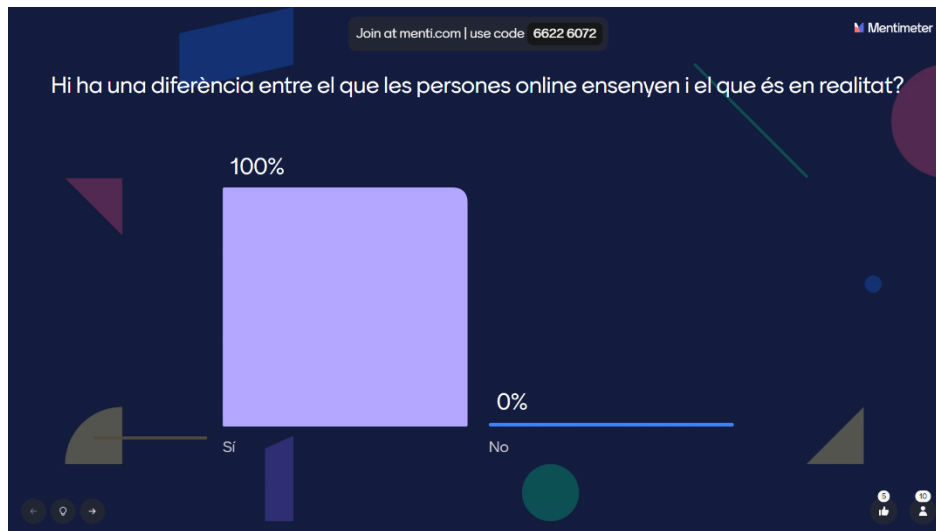 Join at menti.com | use code 6622 6072
Mentimeter
Hi ha una diferència entre el que les persones online ensenyen i el que és en realitat?
100%
0%
Sí
No
5
10